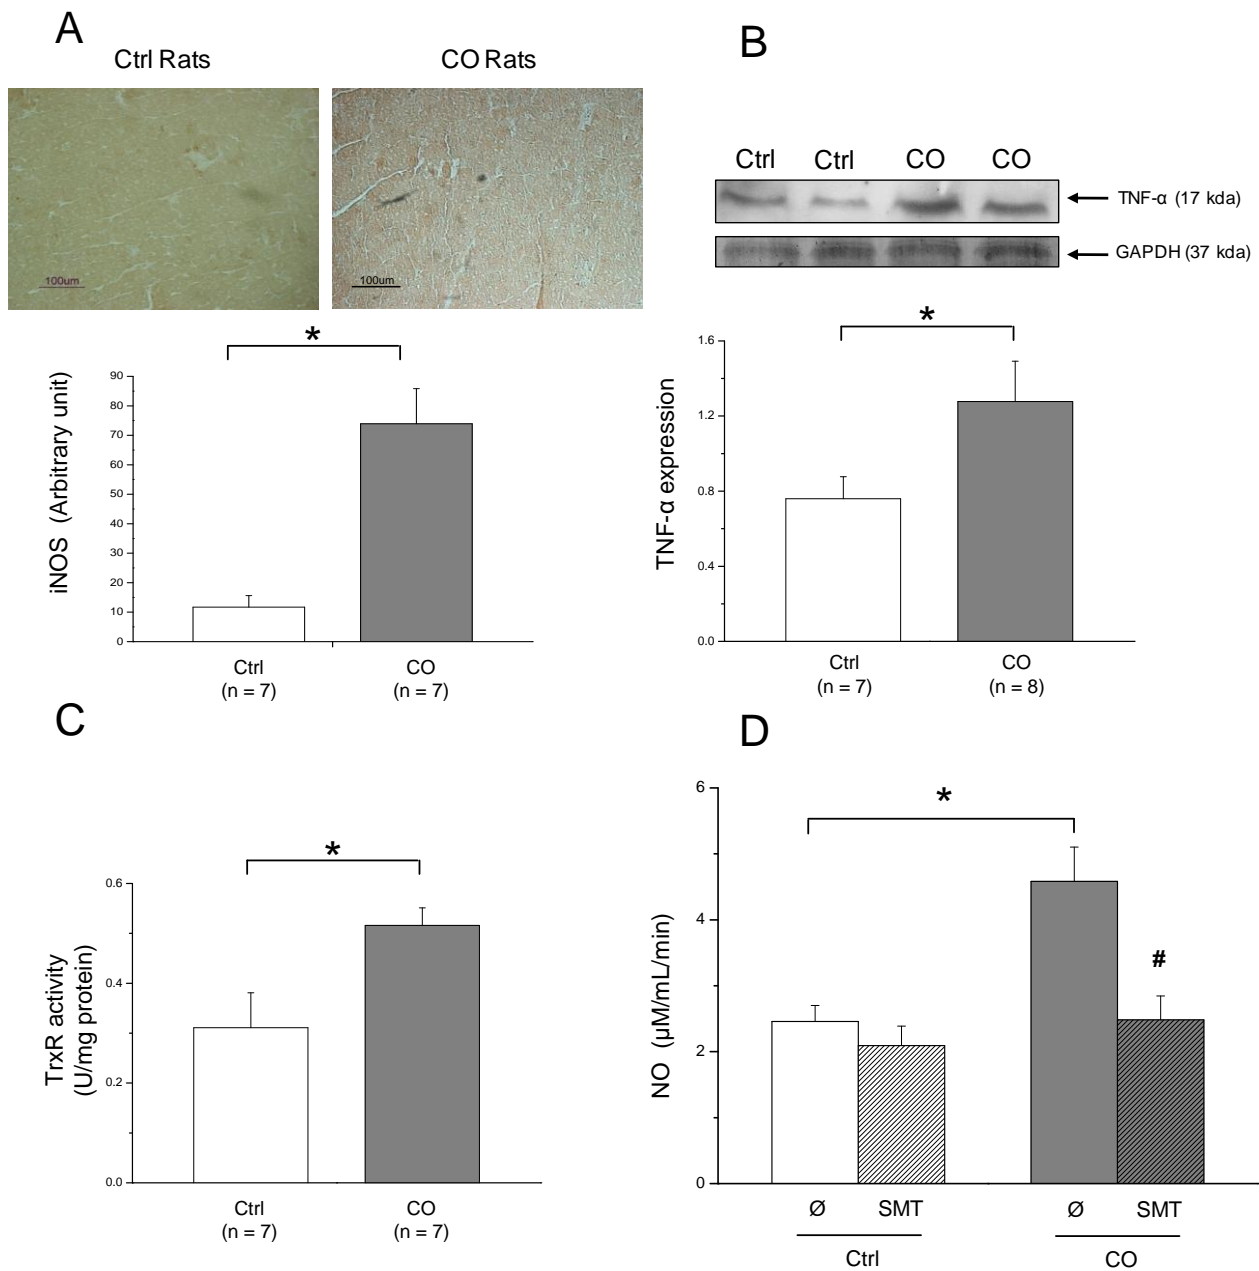 A
Ctrl Rats
CO Rats
100um
100um
*
iNOS (Arbitrary unit)
90
80
70
60
50
40
30
20
10
0
Ctrl
(n = 7)
CO
(n = 7)
B
Ctrl Ctrl CO CO
TNF-α (17 kda)
GAPDH (37 kda)
*
TNF-α expression
1.6
1.2
0.8
0.4
0.0
Ctrl
(n = 7)
CO
(n = 8)
C
*
TrxR activity
(U/mg protein)
0.6
0.4
0.2
0.0
Ctrl
(n = 7)
CO
(n = 7)
D
*
#
NO (µM/mL/min)
6
4
2
0
Ø SMT Ø SMT
Ctrl CO